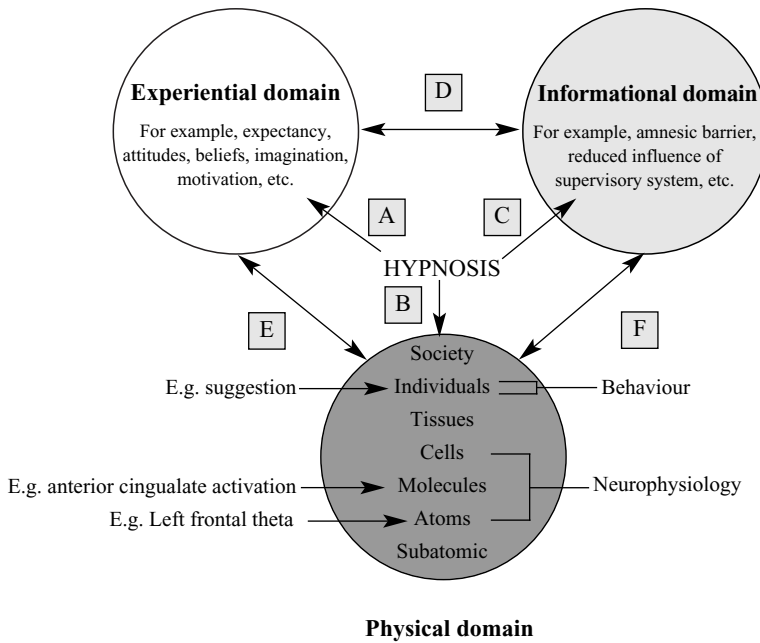 Experiential domain
For example, expectancy,
attitudes, beliefs, imagination,
motivation, etc.
D
Informational domain
For example, amnesic barrier,
reduced influence of
supervisory system, etc.
A
C
HYPNOSIS
B
E
F
Society
E.g. suggestion
Individuals
Behaviour
Tissues
Cells
E.g. anterior cingualate activation
Molecules
Neurophysiology
E.g. Left frontal theta
Atoms
Subatomic
Physical domain